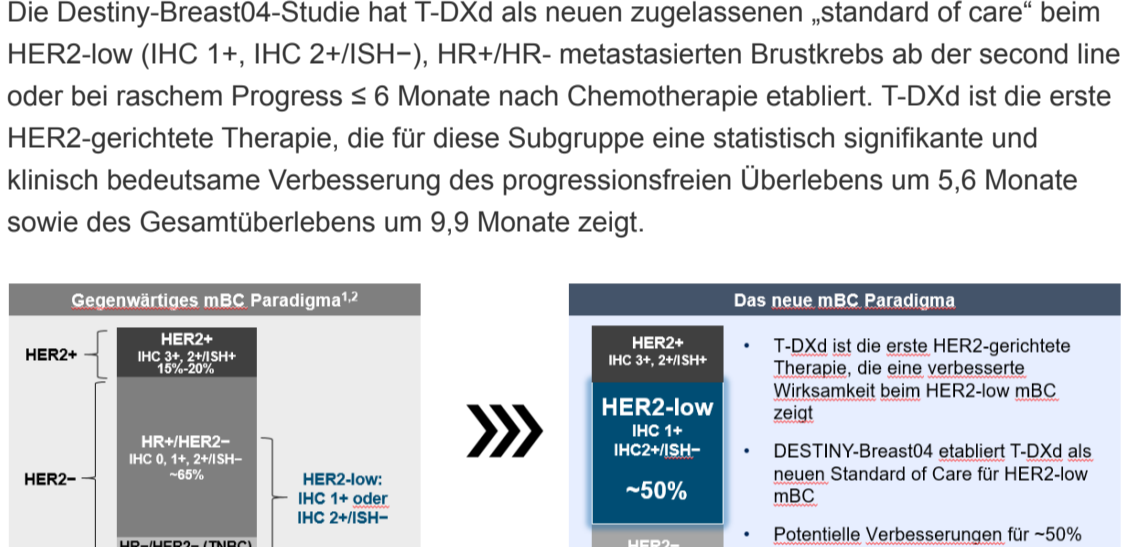 Die Destiny-Breast04-Studie hat T-DXd als neuen zugelassenen „standard of care“ beim
HER2-low (IHC 1+, IHC 2+/ISH−), HR+/HR- metastasierten Brustkrebs ab der second line
oder bei raschem Progress ≤ 6 Monate nach Chemotherapie etabliert. T-DXd ist die erste
HER2-gerichtete Therapie, die für diese Subgruppe eine statistisch signifikante und
klinisch bedeutsame Verbesserung des progressionsfreien Überlebens um 5,6 Monate
sowie des Gesamtüberlebens um 9,9 Monate zeigt.
Gegenwärtiges mBC Paradigma1,2
HER2+
HER2+
IHC 3+, 2+/ISH+
15%-20%
HER2−
HR+/HER2−
IHC 0, 1+, 2+/ISH−
~65%
HR−/HER2− (TNBC)
HER2-low:
IHC 1+ oder
IHC 2+/ISH−
Das neue mBC Paradigma
HER2+
IHC 3+, 2+/ISH+
HER2-low
IHC 1+
IHC2+/ISH−
~50%
HER2−
• T-DXd ist die erste HER2-gerichtete
Therapie, die eine verbesserte
Wirksamkeit beim HER2-low mBC
zeigt
• DESTINY-Breast04 etabliert T-DXd als
neuen Standard of Care für HER2-low
mBC
• Potentielle Verbesserungen für ~50%